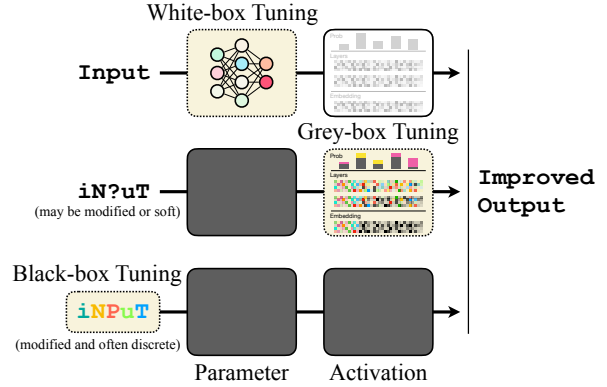 White-box Tuning
Input
Prob
Layers
Embedding
Grey-box Tuning
iN?uT
(may be modified or soft)
Prob
Layers
Embedding
Improved
Output
Black-box Tuning
iNPuT
(modified and often discrete)
Parameter
Activation